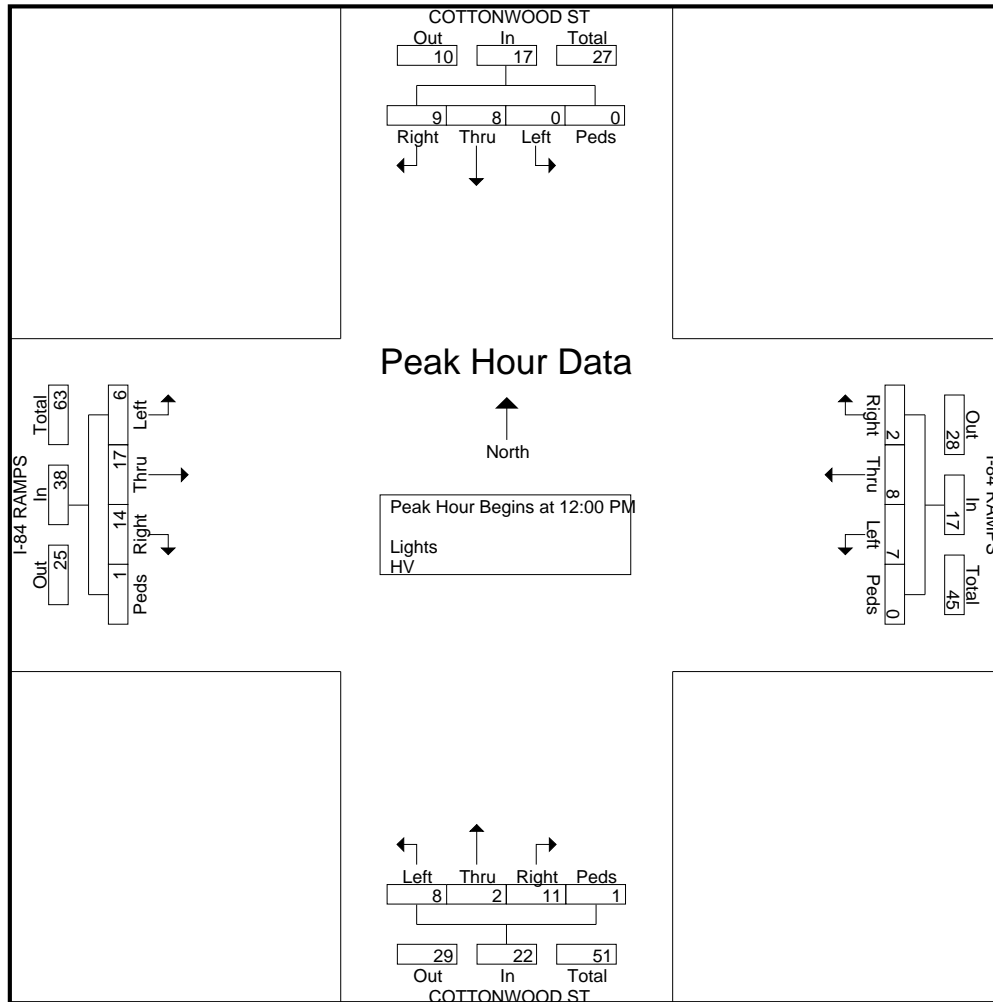 COTTONWOOD ST
Out In Total
10 17 27
9 8 0 0
Right Thru Left Peds
Peak Hour Data
North
Peak Hour Begins at 12:00 PM
Lights
HV
I-84 RAMPS
Total In Out
63 38 25
6 17 14 1
Left Thru Right Peds
Right Thru Left Peds
2 8 7 0
Out In Total
28 17 45
I-84 RAMPS
Left Thru Right Peds
8 2 11 1
29 22 51
Out In Total
COTTONWOOD ST